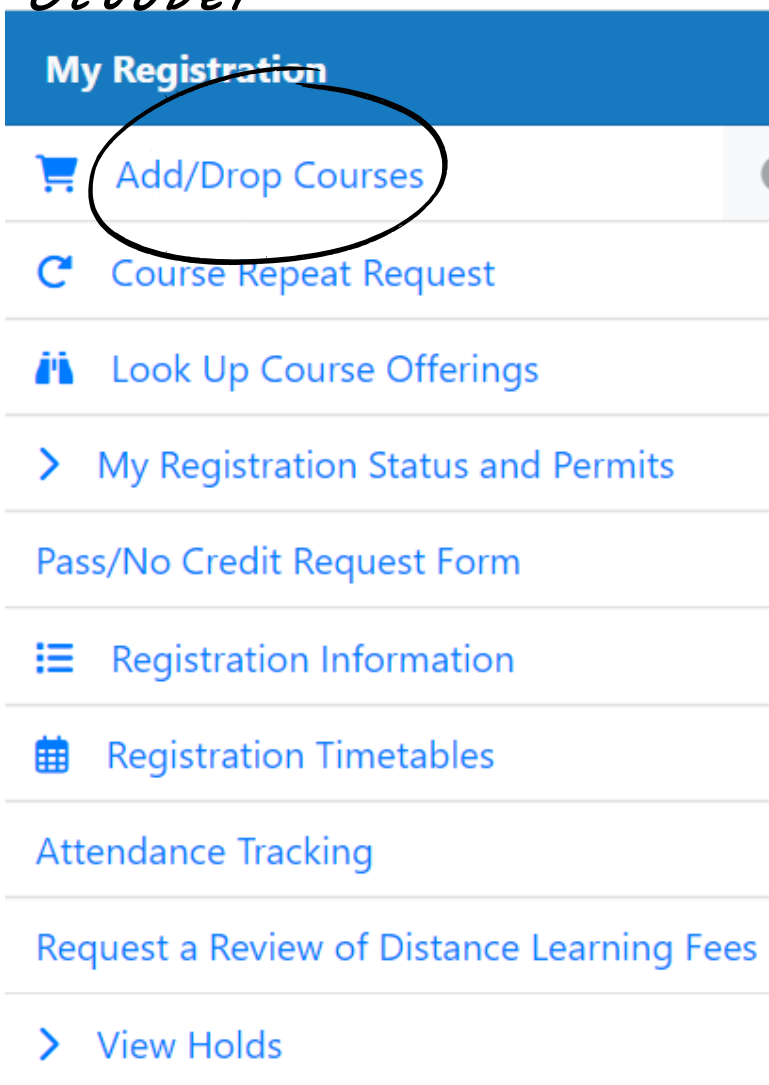 October
My Registration
Add/Drop Courses
Course Repeat Request
Look Up Course Offerings
My Registration Status and Permits
Pass/No Credit Request Form
Registration Information
Registration Timetables
Attendance Tracking
Request a Review of Distance Learning Fees
View Holds